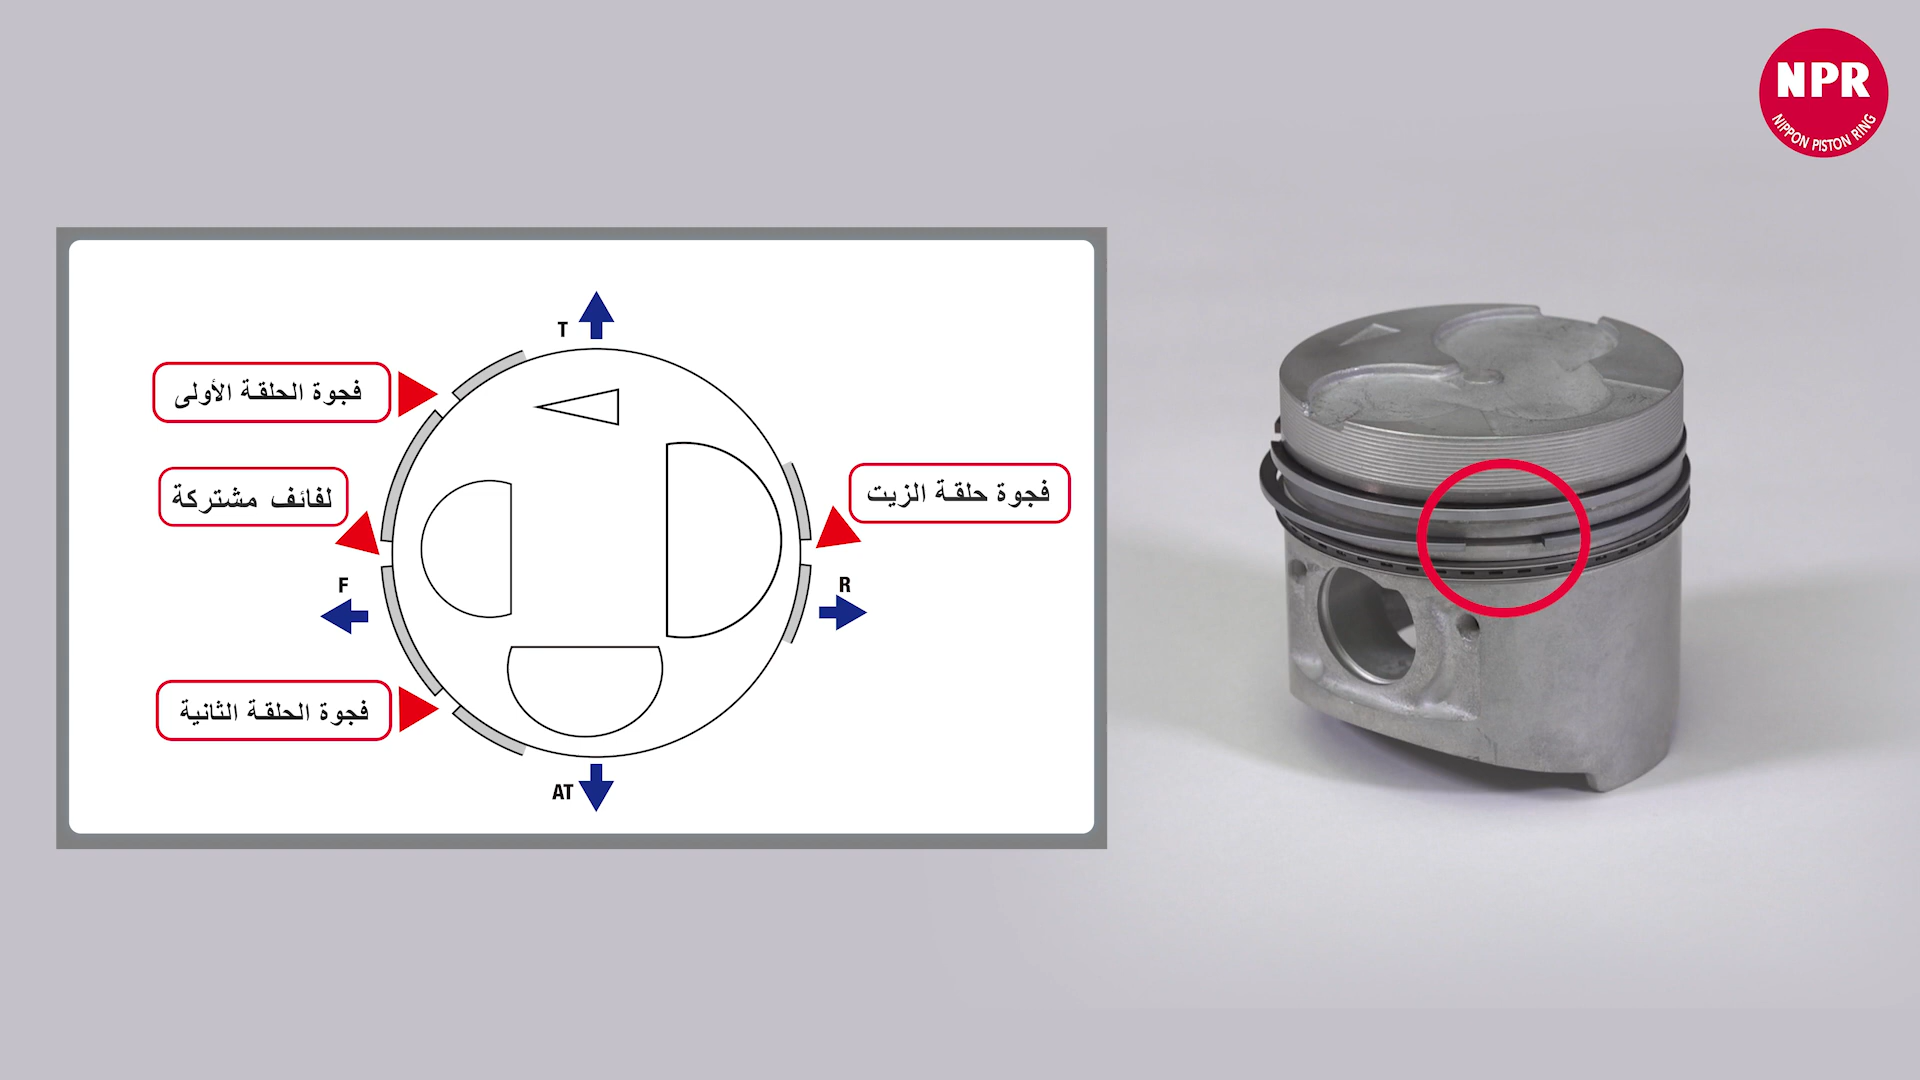 NPR
NIPPON PISTON RING
T
فجوة الحلقة الأولى
لفائف مشتركة
فجوة حلقة الزيت
F
R
فجوة الحلقة الثانية
AT